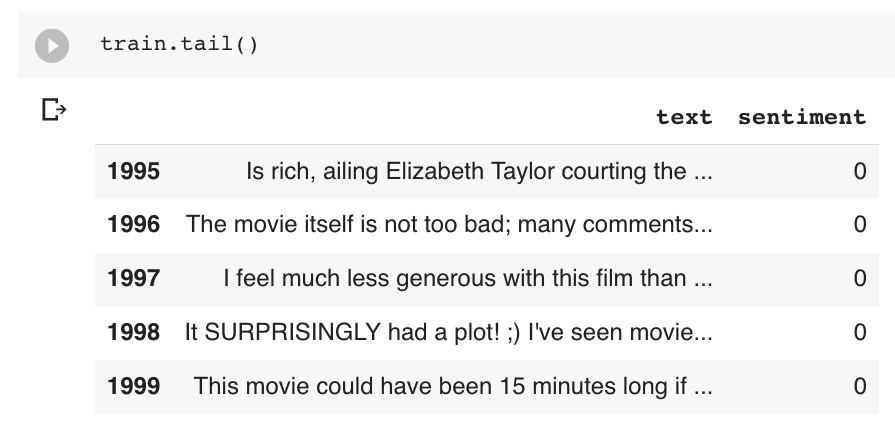 train.tail()
text sentiment
1995 Is rich, ailing Elizabeth Taylor courting the ... 0
1996 The movie itself is not too bad; many comments... 0
1997 I feel much less generous with this film than ... 0
1998 It SURPRISINGLY had a plot! ;) I've seen movie... 0
1999 This movie could have been 15 minutes long if ... 0